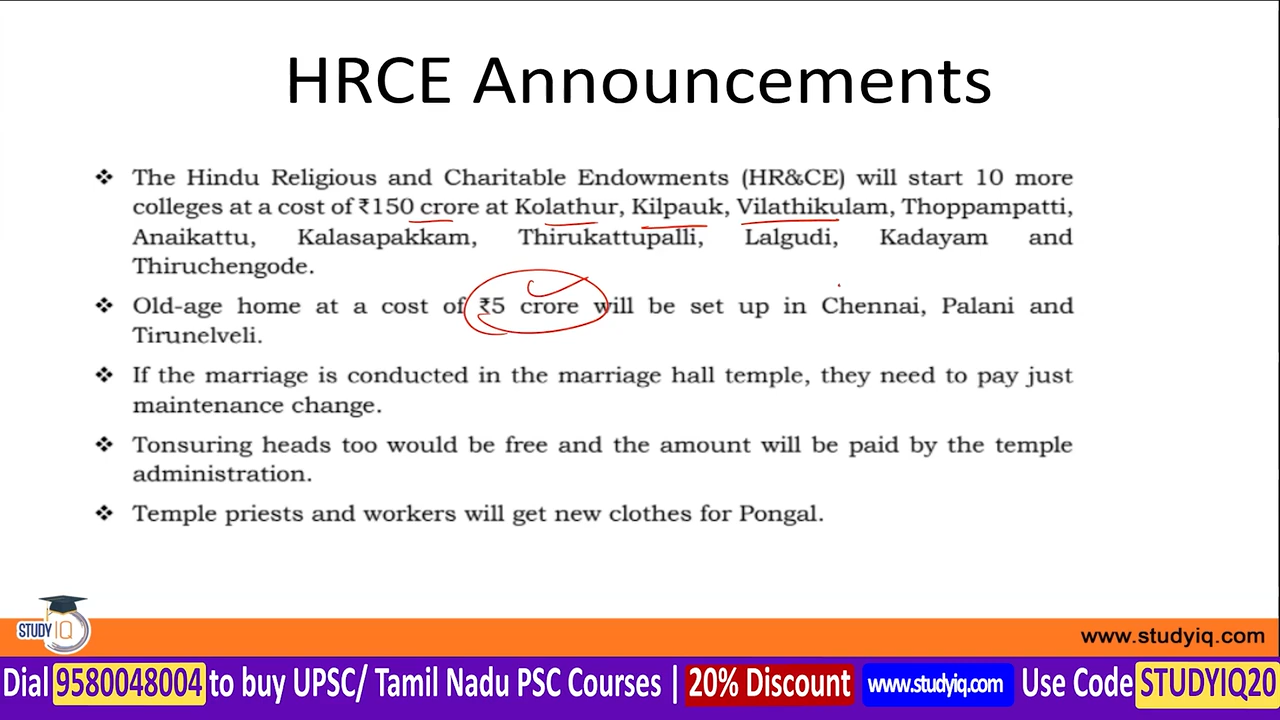 HRCE Announcements
❖ The Hindu Religious and Charitable Endowments (HR&CE) will start 10 more
colleges at a cost of ₹150 crore at Kolathur, Kilpauk, Vilathikulam, Thoppampatti,
Anaikattu, Kalasapakkam, Thirukattupalli, Lalgudi, Kadayam and
Thiruchengode.
❖ Old-age home at a cost of ₹5 crore will be set up in Chennai, Palani and
Tirunelveli.
❖ If the marriage is conducted in the marriage hall temple, they need to pay just
maintenance change.
❖ Tonsuring heads too would be free and the amount will be paid by the temple
administration.
❖ Temple priests and workers will get new clothes for Pongal.
STUDY IQ
www.studyiq.com
Dial 9580048004 to buy UPSC/ Tamil Nadu PSC Courses | 20% Discount www.studyiq.com Use Code STUDYIQ20